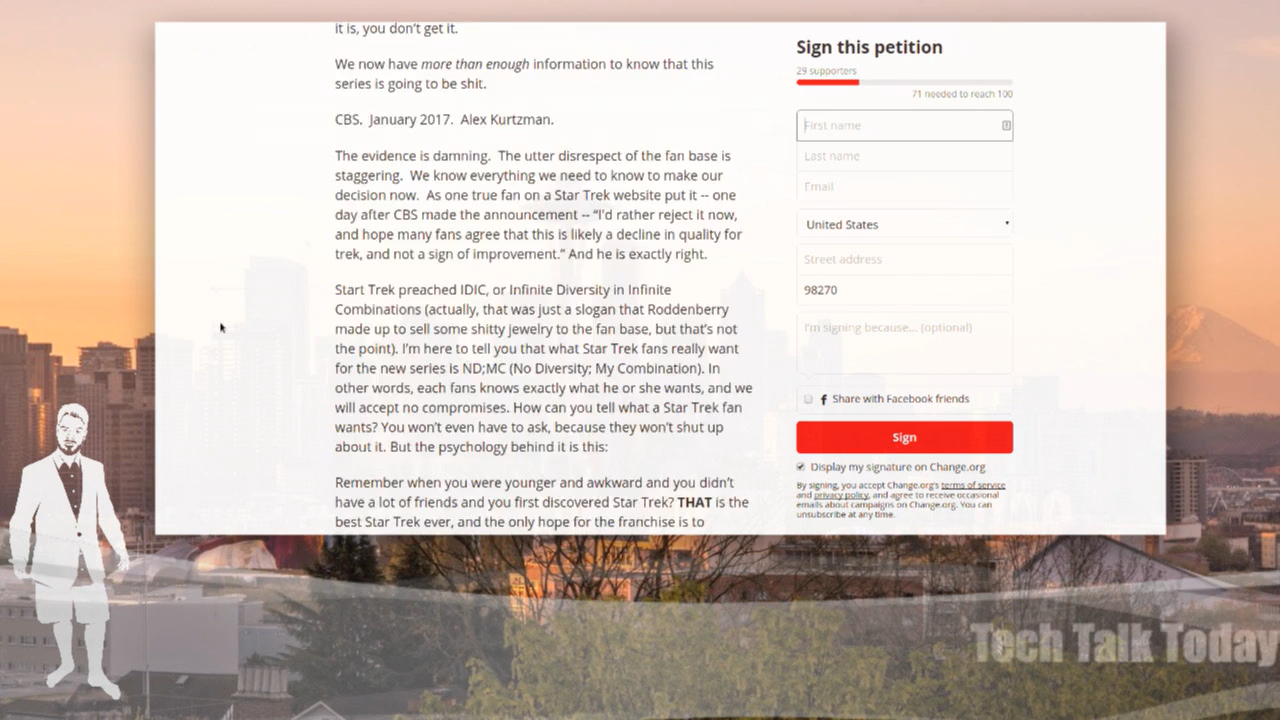 it is, you don't get it.
We now have more than enough information to know that this
series is going to be shit.
CBS.  January 2017.  Alex Kurtzman.
The evidence is damning.  The utter disrespect of the fan base is
staggering.  We know everything we need to know to make our
decision now.  As one true fan on a Star Trek website put it -- one
day after CBS made the announcement -- “I'd rather reject it now,
and hope many fans agree that this is likely a decline in quality for
trek, and not a sign of improvement.” And he is exactly right.
Start Trek preached IDIC, or Infinite Diversity in Infinite
Combinations (actually, that was just a slogan that Roddenberry
made up to sell some shitty jewelry to the fan base, but that's not
the point). I'm here to tell you that what Star Trek fans really want
for the new series is ND;MC (No Diversity; My Combination). In
other words, each fans knows exactly what he or she wants, and we
will accept no compromises. How can you tell what a Star Trek fan
wants? You won't even have to ask, because they won't shut up
about it. But the psychology behind it is this:
Remember when you were younger and awkward and you didn't
have a lot of friends and you first discovered Star Trek? THAT is the
best Star Trek ever, and the only hope for the franchise is to
Sign this petition
29 supporters
71 needed to reach 100
First name
Last name
Email
United States
Street address
98270
I'm signing because... (optional)
Share with Facebook friends
Sign
Display my signature on Change.org
By signing, you accept Change.org's terms of service
and privacy policy, and agree to receive occasional
emails about campaigns on Change.org. You can
unsubscribe at any time.
Tech Talk Today